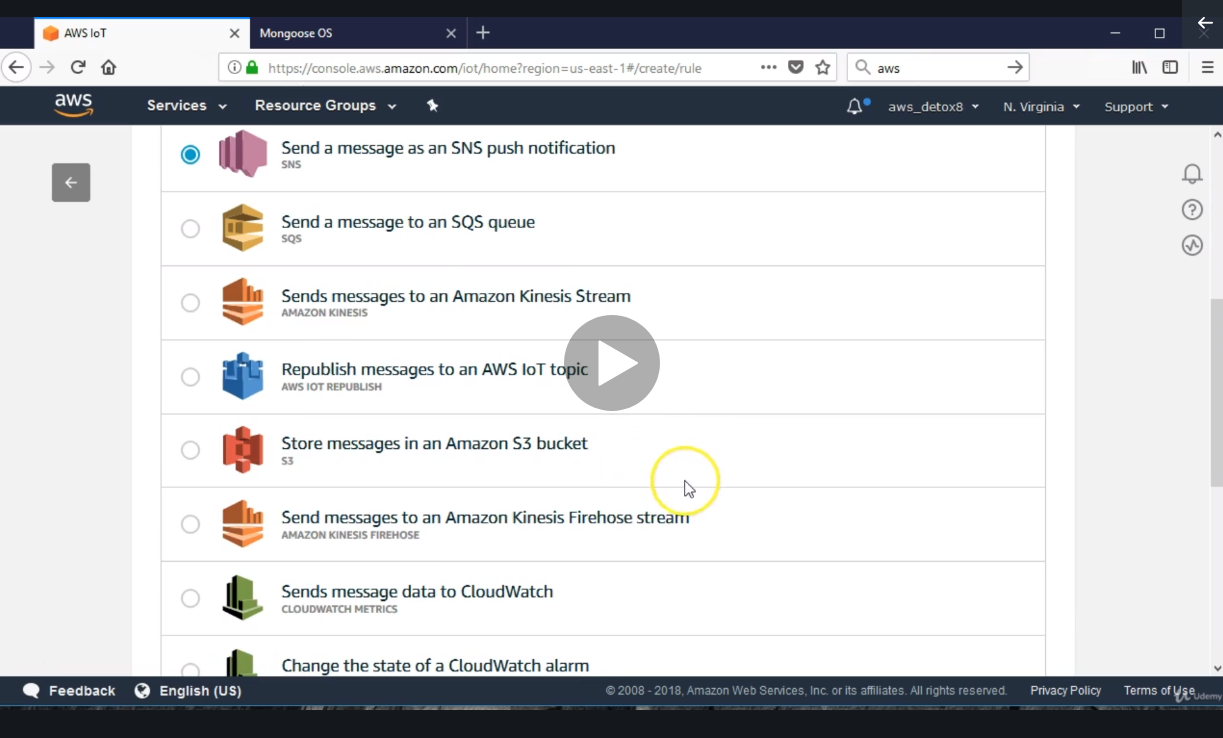 AWS IoT
Mongoose OS
https://console.aws.amazon.com/iot/home?region=us-east-1#/create/rule
aws
aws Services Resource Groups aws_detox8 N. Virginia Support
Send a message as an SNS push notification
SNS
Send a message to an SQS queue
SQS
Sends messages to an Amazon Kinesis Stream
AMAZON KINESIS
Republish messages to an AWS IoT topic
AWS IOT REPUBLISH
Store messages in an Amazon S3 bucket
S3
Send messages to an Amazon Kinesis Firehose stream
AMAZON KINESIS FIREHOSE
Sends message data to CloudWatch
CLOUDWATCH METRICS
Change the state of a CloudWatch alarm
Feedback English (US) © 2008 - 2018, Amazon Web Services, Inc. or its affiliates. All rights reserved. Privacy Policy Terms of Use
Udemy